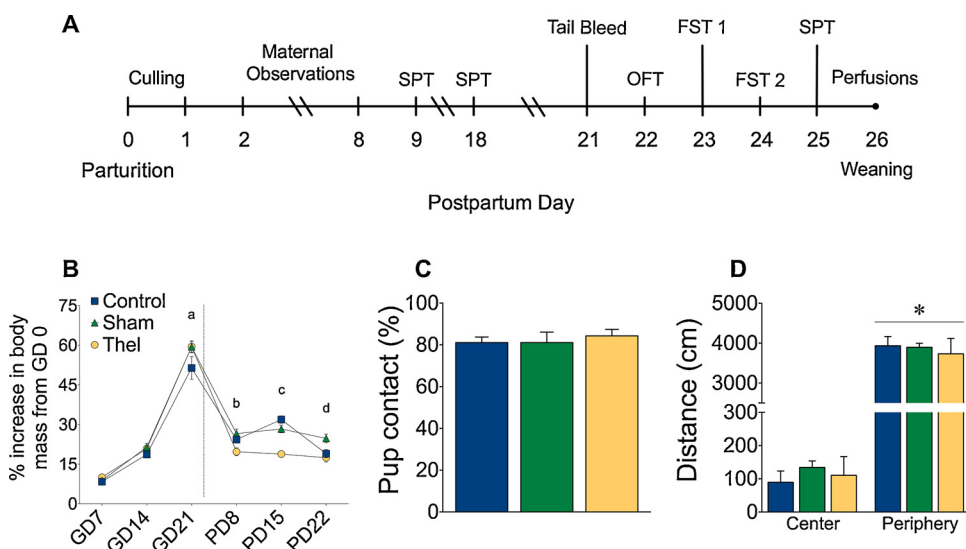 A
Tail Bleed FST 1 SPT
Culling Maternal Observations SPT SPT OFT FST 2 Perfusions
0 1 2 8 9 18 21 22 23 24 25 26
Parturition Weaning
Postpartum Day
B
% increase in body
mass from GD 0
75
60
45
30
15
0
Control
Sham
Thel
a
b
c
d
GD7 GD14 GD21 PD8 PD15 PD22
C
Pup contact (%)
100
80
60
40
20
0
D
Distance (cm)
5000
4000
3000
300
200
100
0
*
Center Periphery